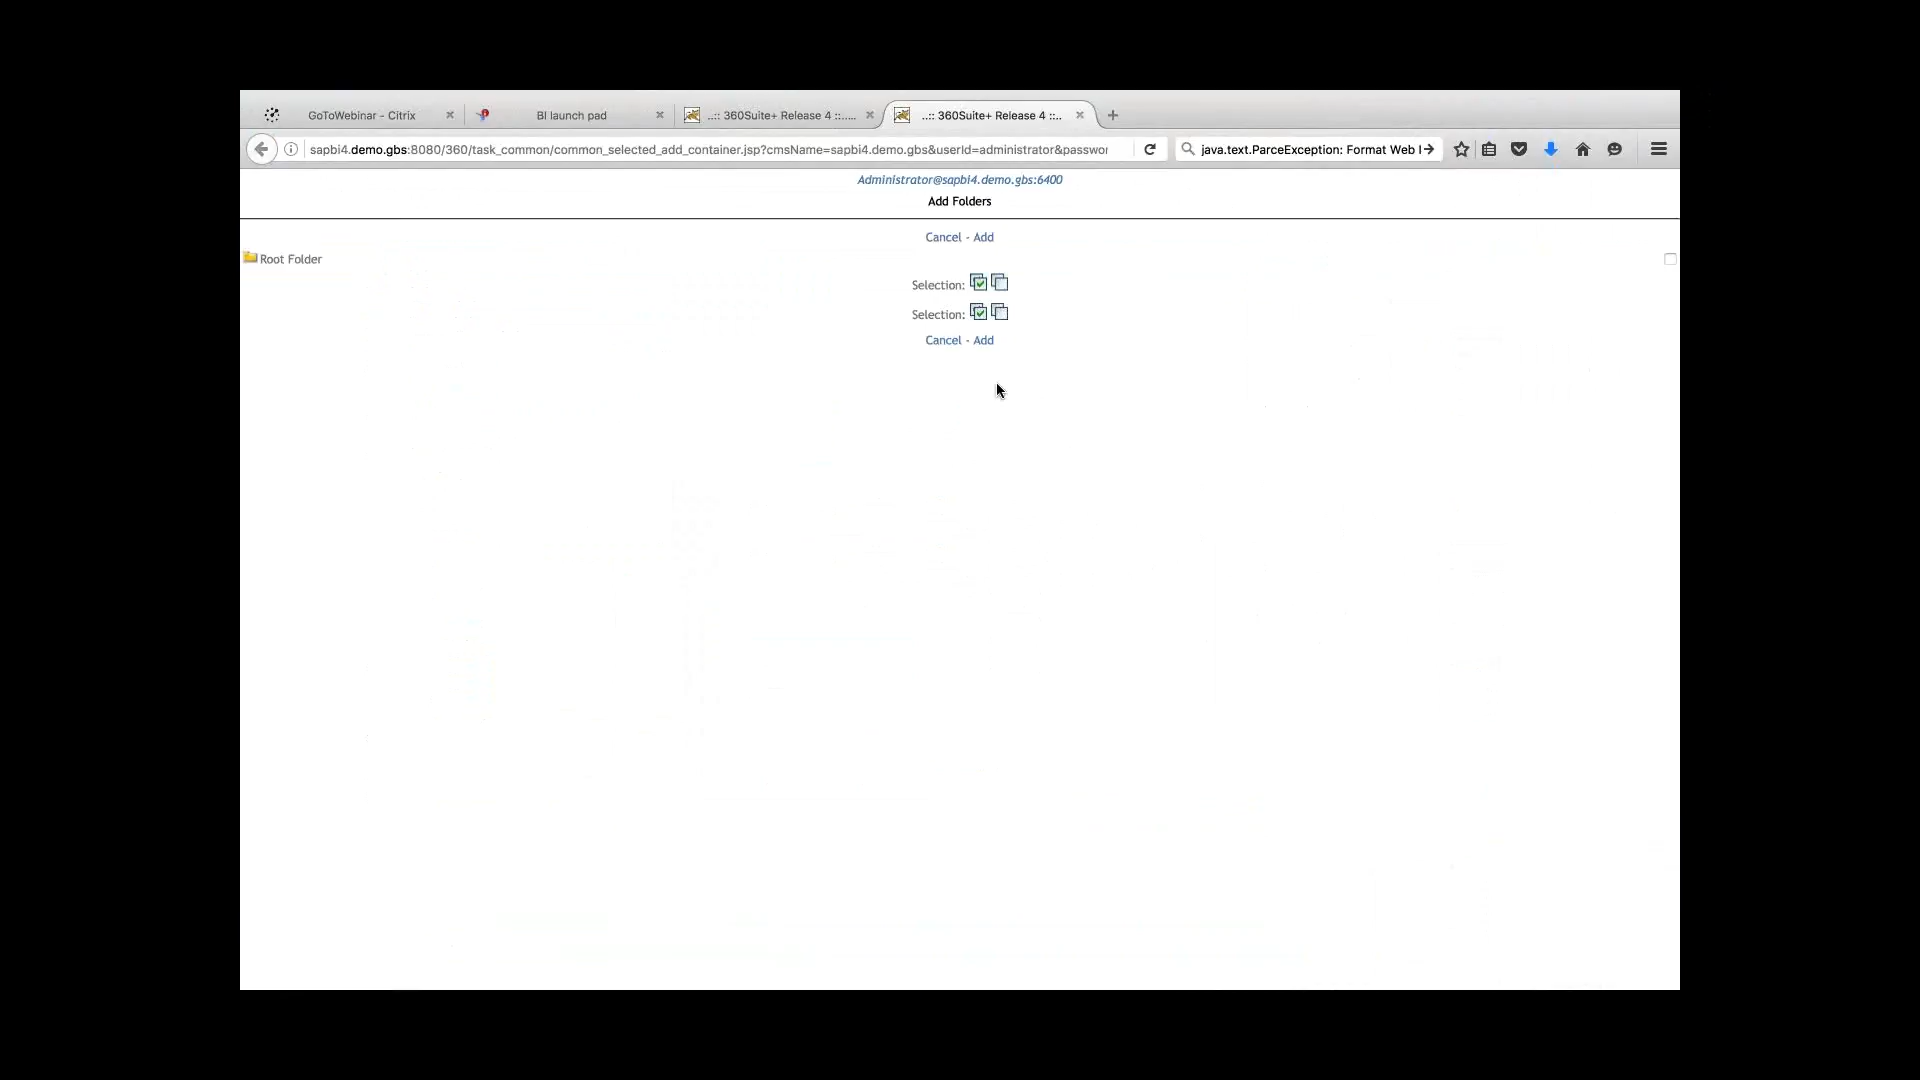 GoToWebinar - Citrix
BI launch pad
..:: 360Suite+ Release 4 ::.....
..:: 360Suite+ Release 4 ::...
sapbi4.demo.gbs:8080/360/task_common/common_selected_add_container.jsp?cmsName=sapbi4.demo.gbs&userId=administrator&passwor
java.text.ParceException: Format Web I
Administrator@sapbi4.demo.gbs:6400
Add Folders
Cancel - Add
Root Folder
Selection:
Selection:
Cancel - Add